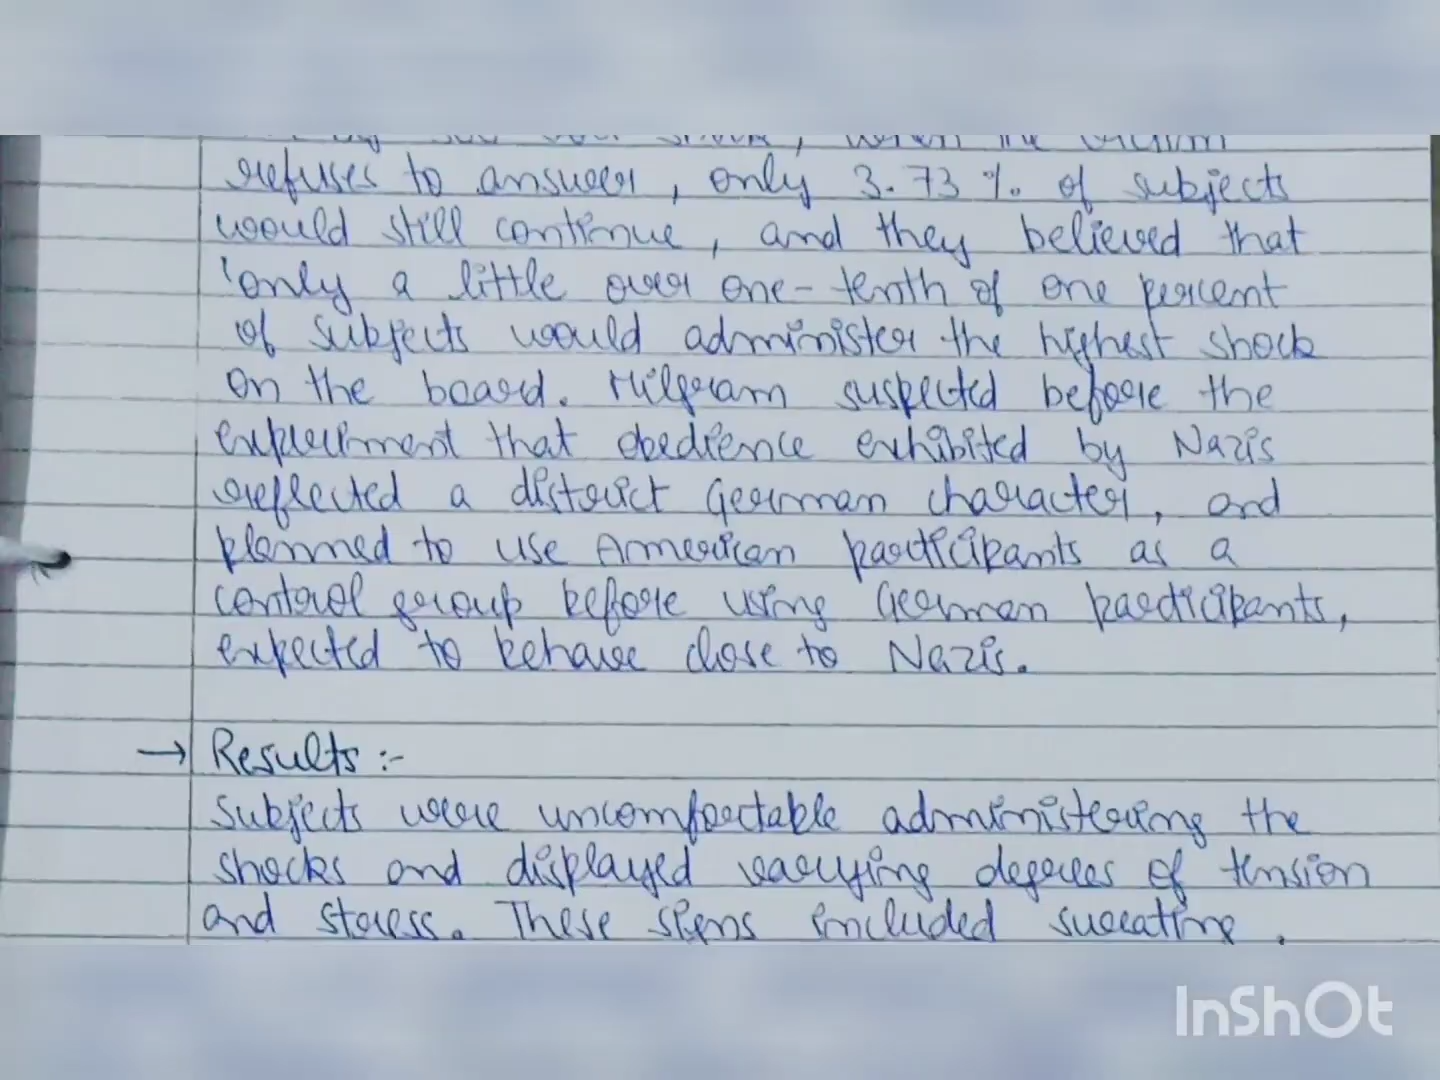 refuses to answer, only 3.73 % of subjects
would still continue, and they believed that
'only a little over one-tenth of one percent
of subjects would administer the highest shock
on the board. Milgram suspected before the
experiment that obedience exhibited by Nazis
reflected a district German character, and
planned to use American participants as a
control group before using German participants,
expected to behave close to Nazis.
→ Results :-
Subjects were uncomfortable administering the
shocks and displayed varying degrees of tension
and stress. These signs included sweating,
InShOt